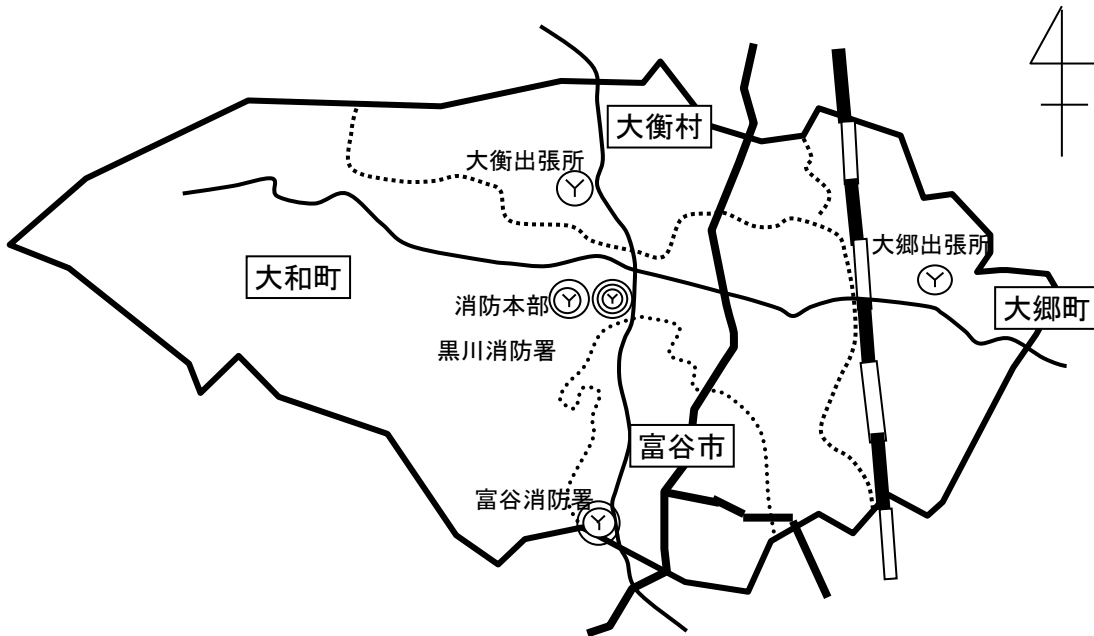 大衡村
大衡出張所
大郷出張所
大和町
消防本部
大郷町
黒川消防署
富谷市
富谷消防署